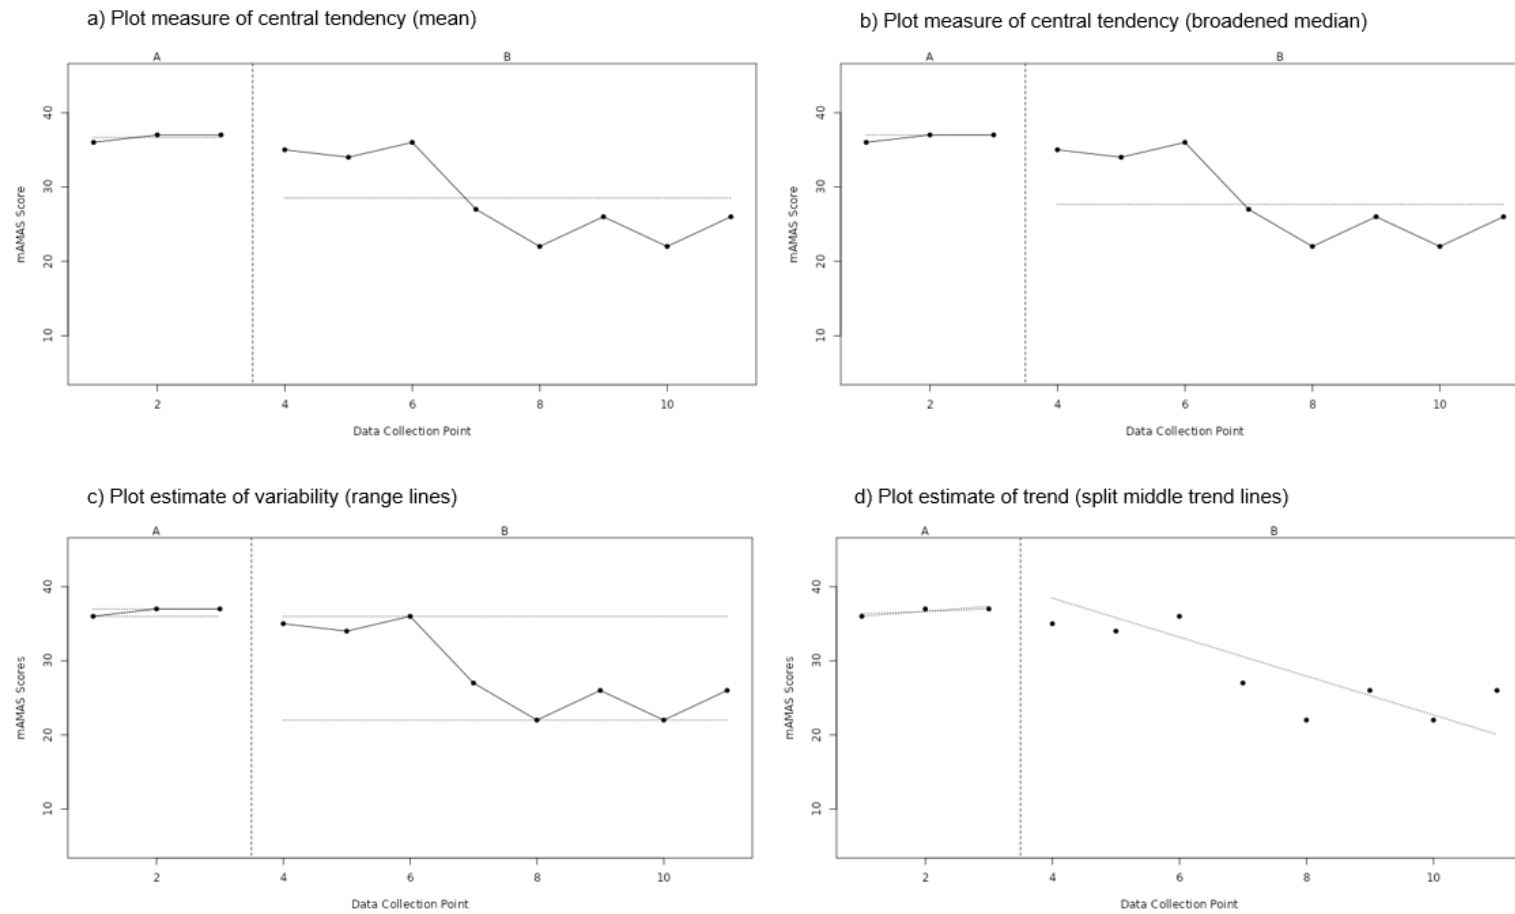 a) Plot measure of central tendency (mean)
A
B
mAMAS Score
40
30
20
10
2
4
6
8
10
Data Collection Point
b) Plot measure of central tendency (broadened median)
A
B
mAMAS Score
40
30
20
10
2
4
6
8
10
Data Collection Point
c) Plot estimate of variability (range lines)
A
B
mAMAS Scores
40
30
20
10
2
4
6
8
10
Data Collection Point
d) Plot estimate of trend (split middle trend lines)
A
B
mAMAS Scores
40
30
20
10
2
4
6
8
10
Data Collection Point